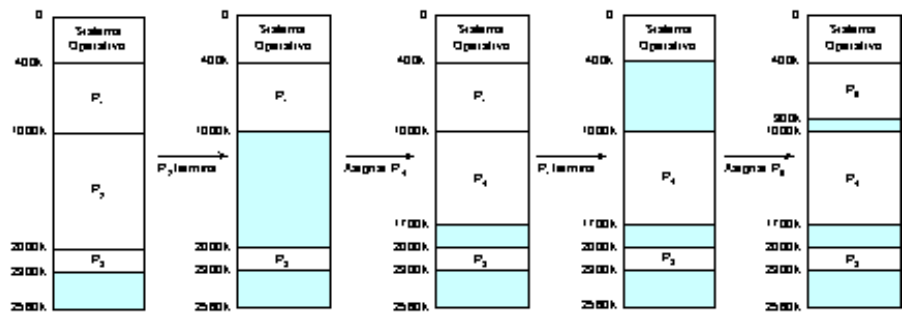 0
Sistema
Operativo
400k
P₁
1000k
P₂
2000k
P₃
2300k
2560k
P₂ termina
0
Sistema
Operativo
400k
P₁
1000k
2000k
P₃
2300k
2560k
Asignar P₄
0
Sistema
Operativo
400k
P₁
1000k
P₄
1700k
2000k
P₃
2300k
2560k
P₁ termina
0
Sistema
Operativo
400k
1000k
P₄
1700k
2000k
P₃
2300k
2560k
Asignar P₅
0
Sistema
Operativo
400k
P₅
900k
1000k
P₄
1700k
2000k
P₃
2300k
2560k